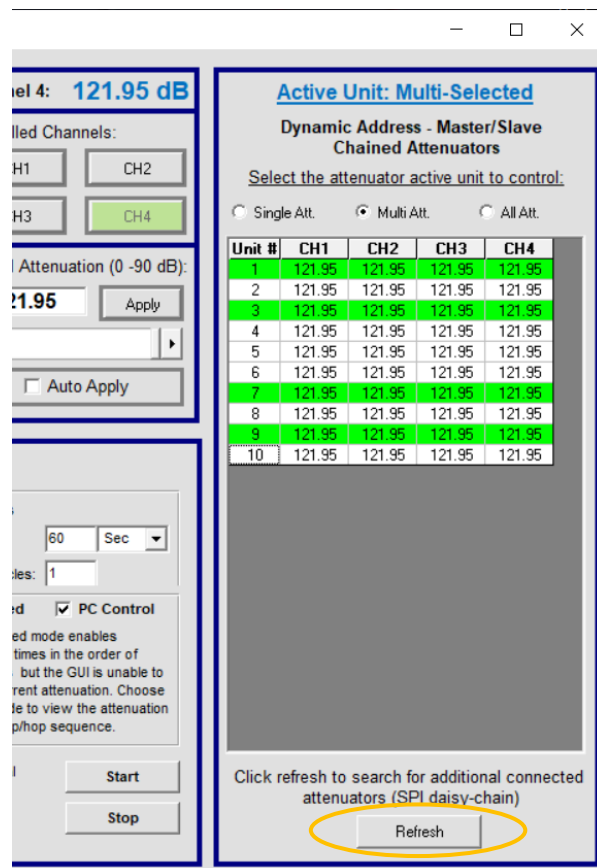 nel 4: 121.95 dB
lled Channels:
H1 CH2
H3 CH4
l Attenuation (0 -90 dB):
21.95 Apply
Auto Apply
60 Sec
les: 1
ed PC Control
ed mode enables
times in the order of
but the GUI is unable to
rrent attenuation. Choose
de to view the attenuation
p/hop sequence.
Start
Stop
Active Unit: Multi-Selected
Dynamic Address - Master/Slave
Chained Attenuators
Select the attenuator active unit to control:
Single Att. Multi Att. All Att.
Unit # CH1 CH2 CH3 CH4
1 121.95 121.95 121.95 121.95
2 121.95 121.95 121.95 121.95
3 121.95 121.95 121.95 121.95
4 121.95 121.95 121.95 121.95
5 121.95 121.95 121.95 121.95
6 121.95 121.95 121.95 121.95
7 121.95 121.95 121.95 121.95
8 121.95 121.95 121.95 121.95
9 121.95 121.95 121.95 121.95
10 121.95 121.95 121.95 121.95
Click refresh to search for additional connected
attenuators (SPI daisy-chain)
Refresh